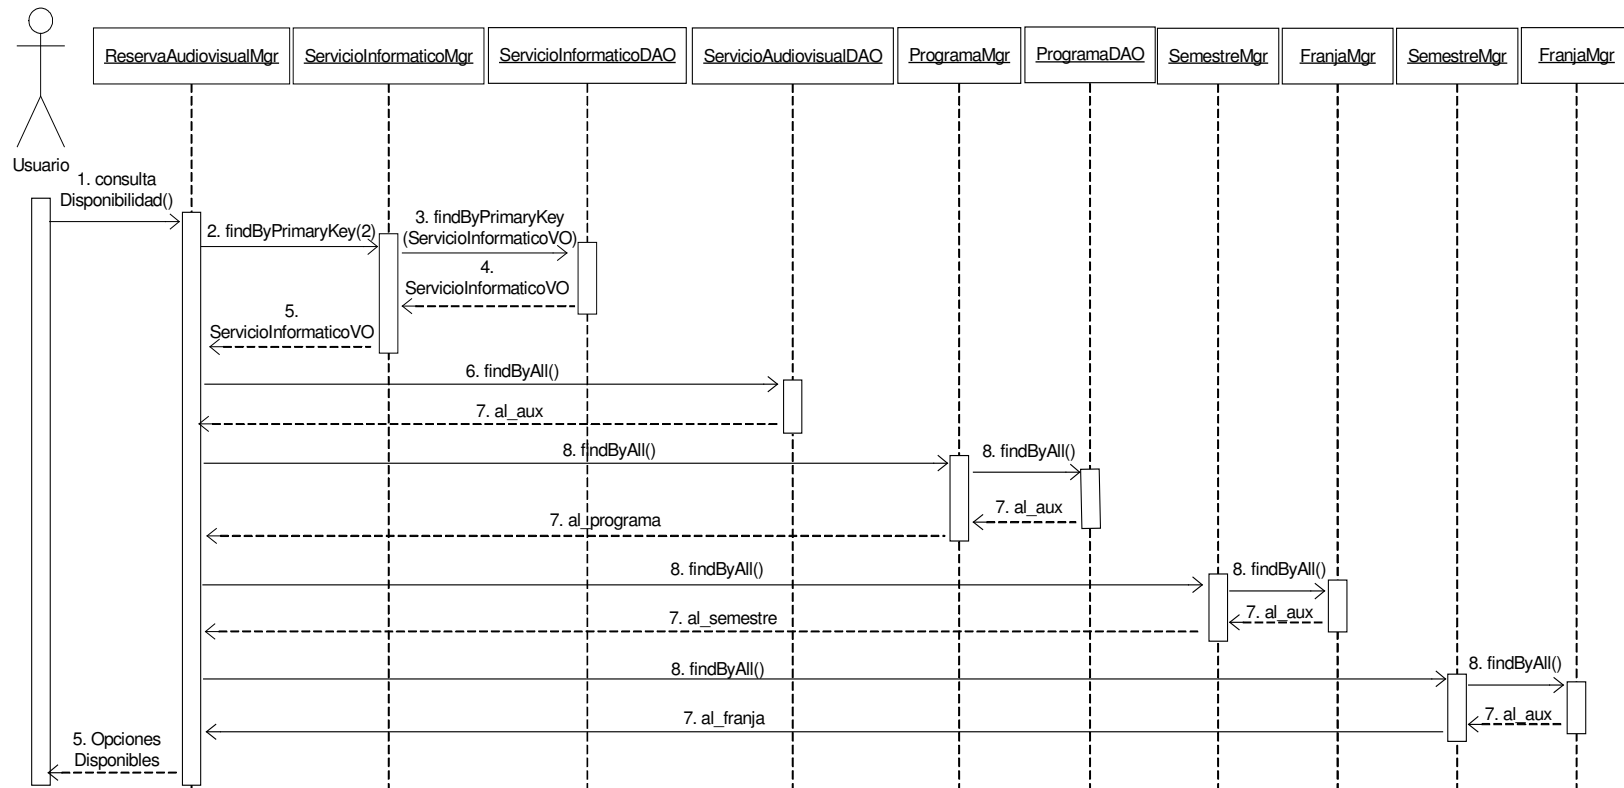 ReservaAudiovisualMgr
ServicioInformaticoMgr
ServicioInformaticoDAO
ServicioAudiovisualDAO
ProgramaMgr
ProgramaDAO
SemestreMgr
FranjaMgr
SemestreMgr
FranjaMgr
Usuario
1. consulta
Disponibilidad()
2. findByPrimaryKey(2)
3. findByPrimaryKey
(ServicioInformaticoVO)
4.
ServicioInformaticoVO
5.
ServicioInformaticoVO
6. findByAll()
7. al_aux
8. findByAll()
8. findByAll()
7. al_aux
7. al_programa
8. findByAll()
8. findByAll()
7. al_aux
7. al_semestre
8. findByAll()
8. findByAll()
7. al_aux
7. al_franja
5. Opciones
Disponibles